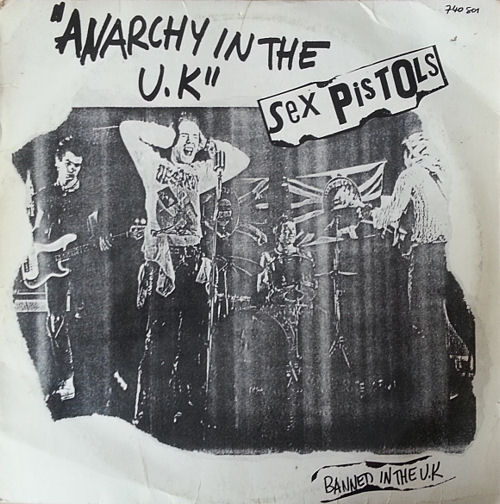 740 501
"ANARCHY IN THE
U.K"
SEX PiSTOLS
BANNED IN THE U.K